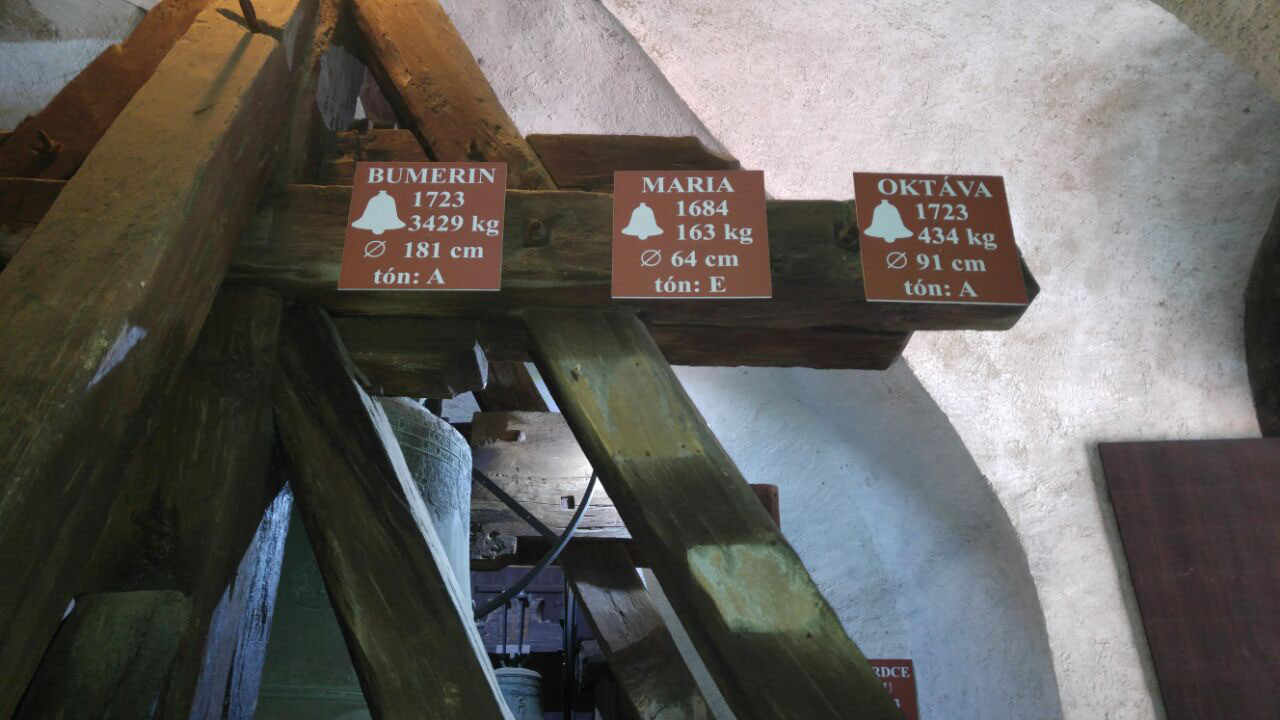 BUMERIN
1723
3429 kg
∅ 181 cm
tón: A
MARIA
1684
163 kg
∅ 64 cm
tón: E
OKTÁVA
1723
434 kg
∅ 91 cm
tón: A